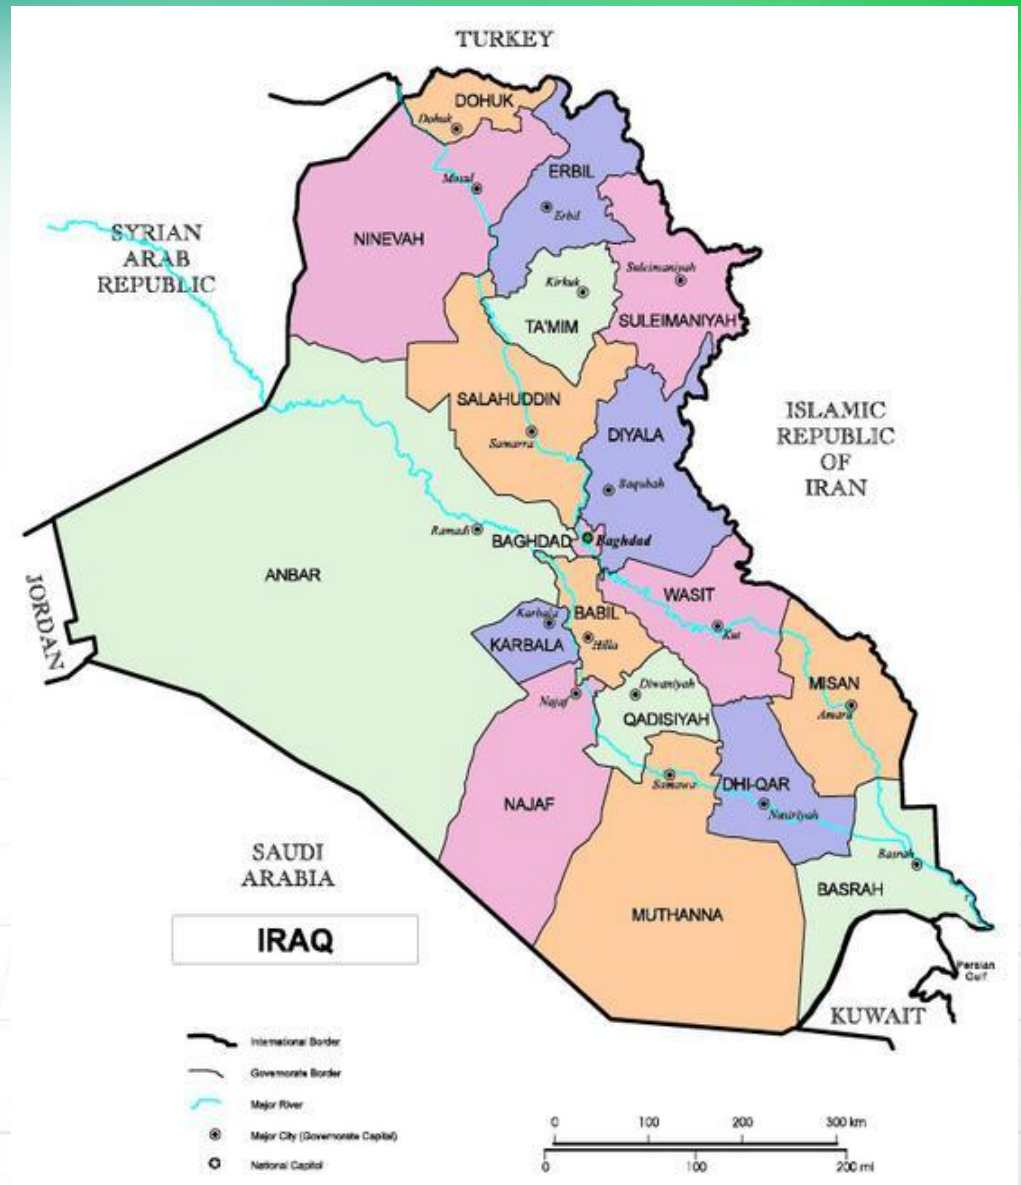 TURKEY
DOHUK
Dohuk
ERBIL
Mosul
Erbil
SYRIAN
ARAB
REPUBLIC
NINEVAH
Suleimaniyah
Kirkuk
TA'MIM
SULEIMANIYAH
SALAHUDDIN
ISLAMIC
REPUBLIC
OF
IRAN
DIYALA
Samarra
Baqubah
Ramadi
BAGHDAD
Baghdad
ANBAR
JORDAN
WASIT
Karbala
BABIL
Kut
KARBALA
Hilla
MISAN
Diwaniyah
Najaf
QADISIYAH
Amara
DHI-QAR
Samawa
NAJAF
Nasiriyah
SAUDI
ARABIA
Basrah
BASRAH
MUTHANNA
IRAQ
Persian
Gulf
KUWAIT
International Border
Governorate Border
Major River
Major City (Governorate Capital)
National Capitol
0 100 200 300 km
0 100 200 mi